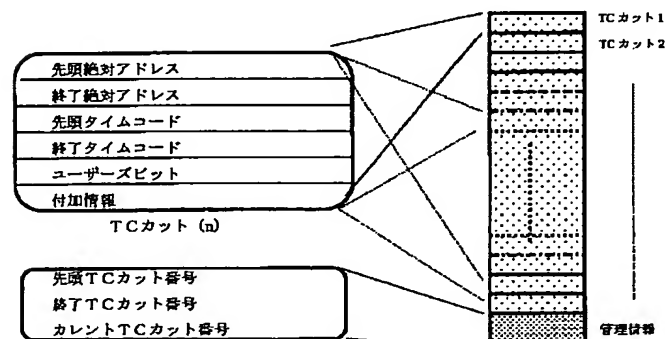 先頭絶対アドレス
終了絶対アドレス
先頭タイムコード
終了タイムコード
ユーザーズビット
付加情報
TCカット (n)
先頭TCカット番号
終了TCカット番号
カレントTCカット番号
TCカット1
TCカット2
管理情報